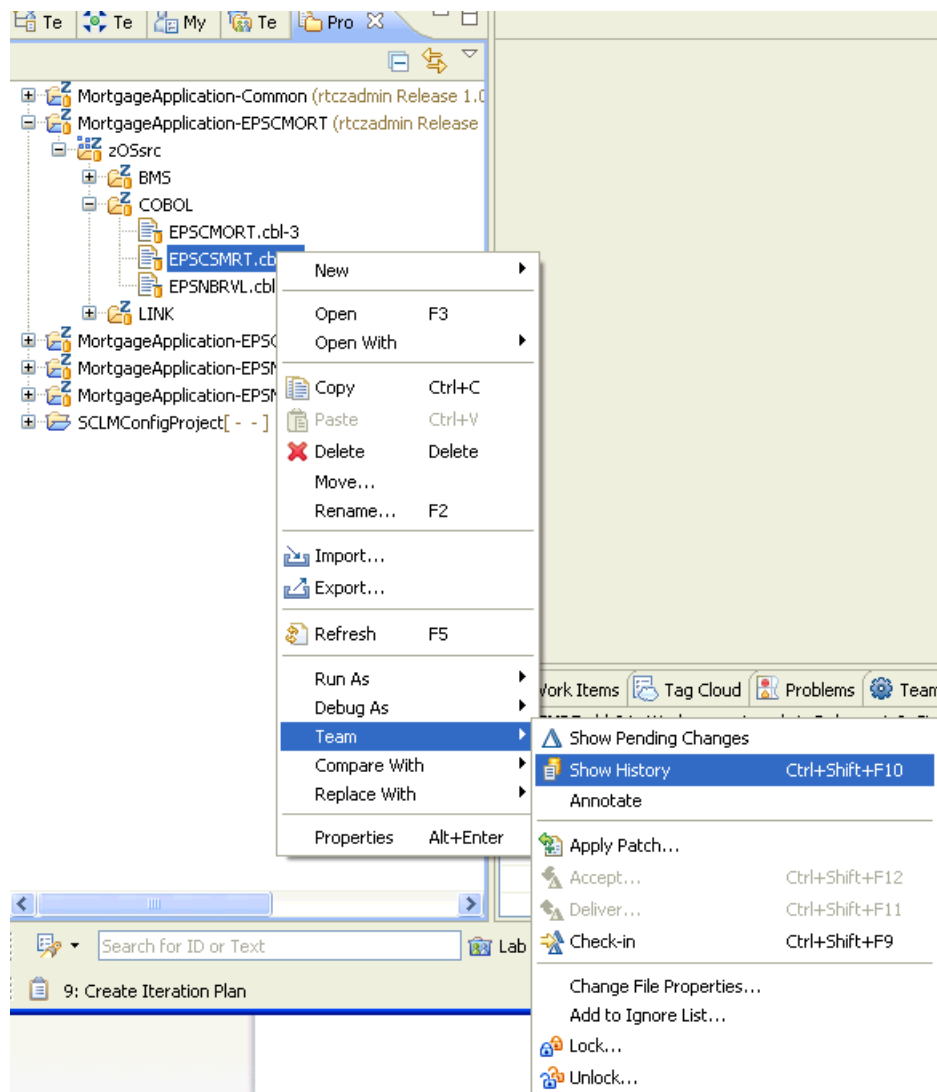 Te Te My Te Pro
MortgageApplication-Common (rtczadmin Release 1.0
MortgageApplication-EPSCMORT (rtczadmin Release
zOSsrc
BMS
COBOL
EPSCMORT.cbl-3
EPSCSMRT.cb
EPSNBRVL.cbl
LINK
MortgageApplication-EPSC
MortgageApplication-EPSM
MortgageApplication-EPSM
SCLMConfigProject[ - - ]
New
Open F3
Open With
Copy Ctrl+C
Paste Ctrl+V
Delete Delete
Move...
Rename... F2
Import...
Export...
Refresh F5
Run As
Debug As
Team
Compare With
Replace With
Properties Alt+Enter
Work Items Tag Cloud Problems Team
Show Pending Changes
Show History Ctrl+Shift+F10
Annotate
Apply Patch...
Accept... Ctrl+Shift+F12
Deliver... Ctrl+Shift+F11
Check-in Ctrl+Shift+F9
Change File Properties...
Add to Ignore List...
Lock...
Unlock...
Search for ID or Text Lab
9: Create Iteration Plan